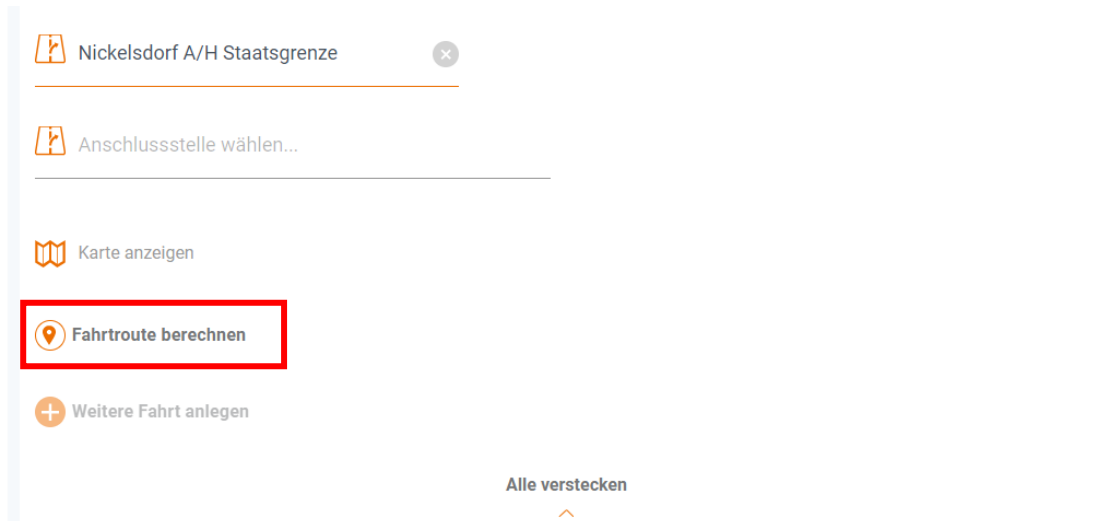 Nickelsdorf A/H Staatsgrenze
Anschlussstelle wählen...
Karte anzeigen
Fahrtroute berechnen
Weitere Fahrt anlegen
Alle verstecken